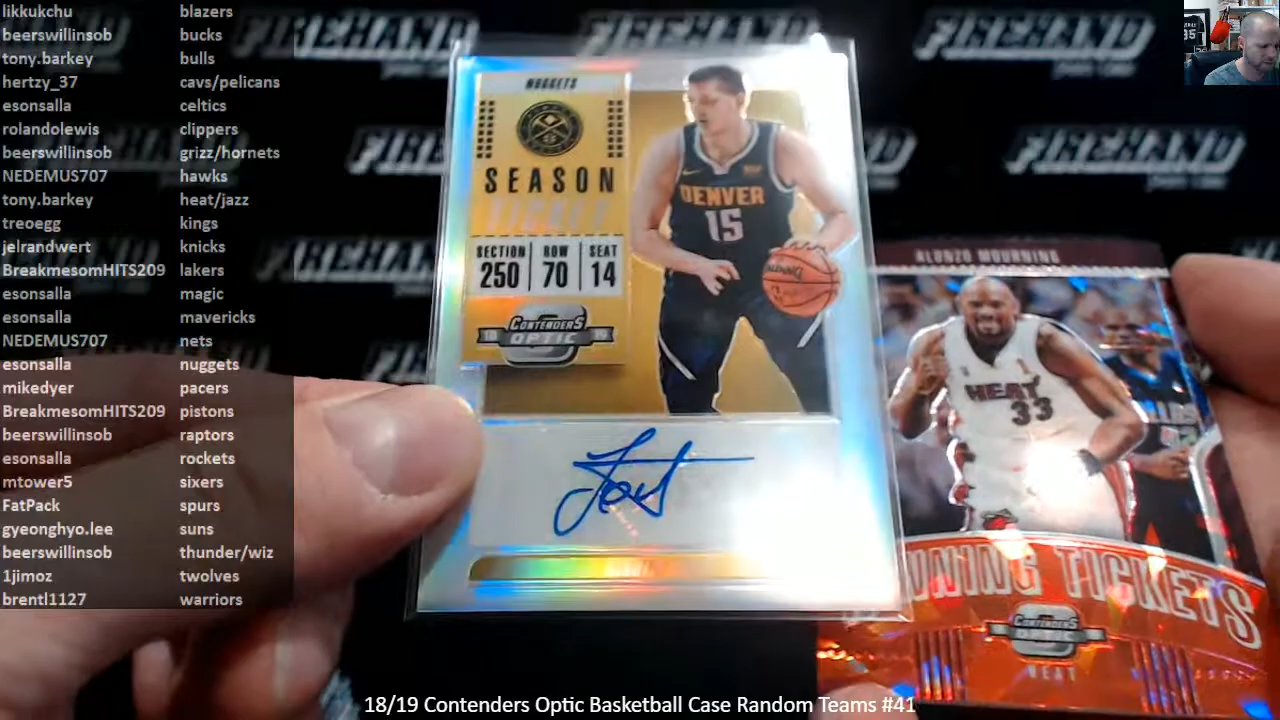 likkukchu blazers
beerswillinsob bucks
tony.barkey bulls
hertzy_37 cavs/pelicans
esonsalla celtics
rolandolewis clippers
beerswillinsob grizz/hornets
NEDEMUS707 hawks
tony.barkey heat/jazz
treoegg kings
jelrandwert knicks
BreakmesomHITS209 lakers
esonsalla magic
esonsalla mavericks
NEDEMUS707 nets
esonsalla nuggets
mikedyer pacers
BreakmesomHITS209 pistons
beerswillinsob raptors
esonsalla rockets
mtower5 sixers
FatPack spurs
gyeonghyo.lee suns
beerswillinsob thunder/wiz
1jimoz twolves
brentl1127 warriors
FIREHAND
FIREHAND
FIREHAND
NUGGETS
SEASON
TICKET
SECTION ROW SEAT
250 70 14
CONTENDERS
OPTIC
DENVER
15
SPALDING
ALONZO MOURNING
HEAT
33
NING TICKETS
CONTENDERS
OPTIC
HEAT
18/19 Contenders Optic Basketball Case Random Teams #41